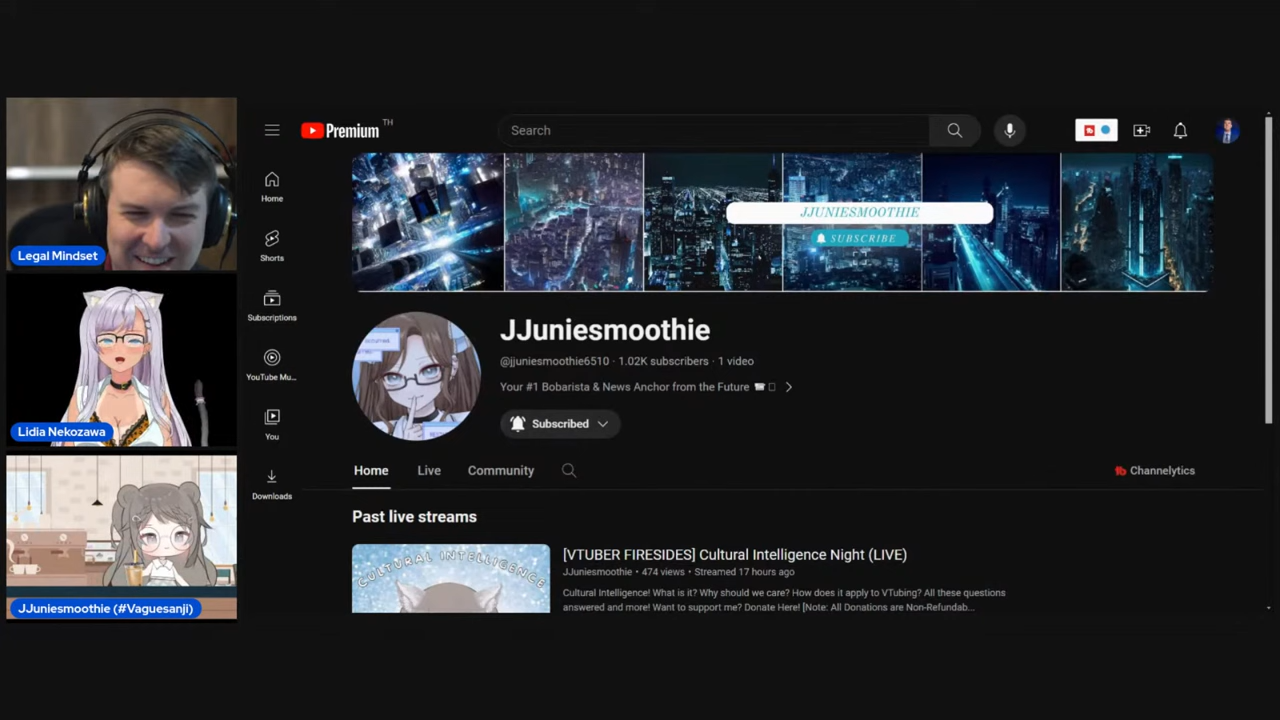 Premium TH
Search
JJUNIESMOOTHIE
SUBSCRIBE
Home
Shorts
Subscriptions
YouTube Mu...
You
Downloads
Legal Mindset
Lidia Nekozawa
JJuniesmoothie (#Vaguesanji)
JJuniesmoothie
@jjuniesmoothie6510 · 1.02K subscribers · 1 video
Your #1 Bobarista & News Anchor from the Future
Subscribed
Home Live Community
Channelytics
Past live streams
CULTURAL INTELLIGENCE
[VTUBER FIRESIDES] Cultural Intelligence Night (LIVE)
JJuniesmoothie • 474 views • Streamed 17 hours ago
Cultural Intelligence! What is it? Why should we care? How does it apply to VTubing? All these questions
answered and more! Want to support me? Donate Here! [Note: All Donations are Non-Refundab...